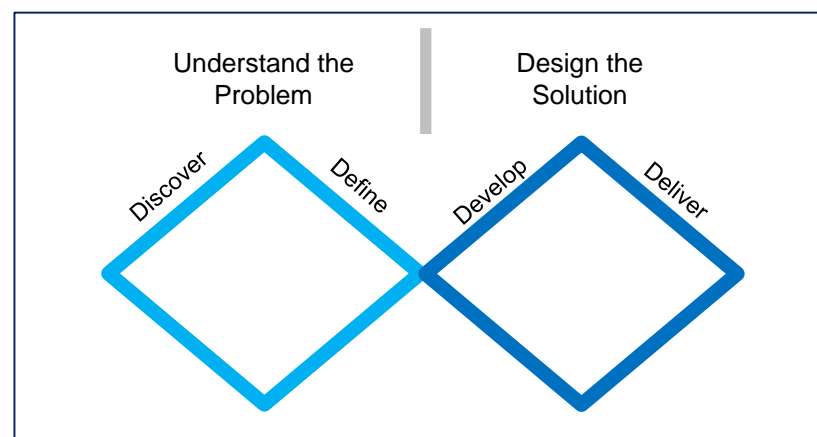 Understand the
Problem
Design the
Solution
Discover
Define
Develop
Deliver